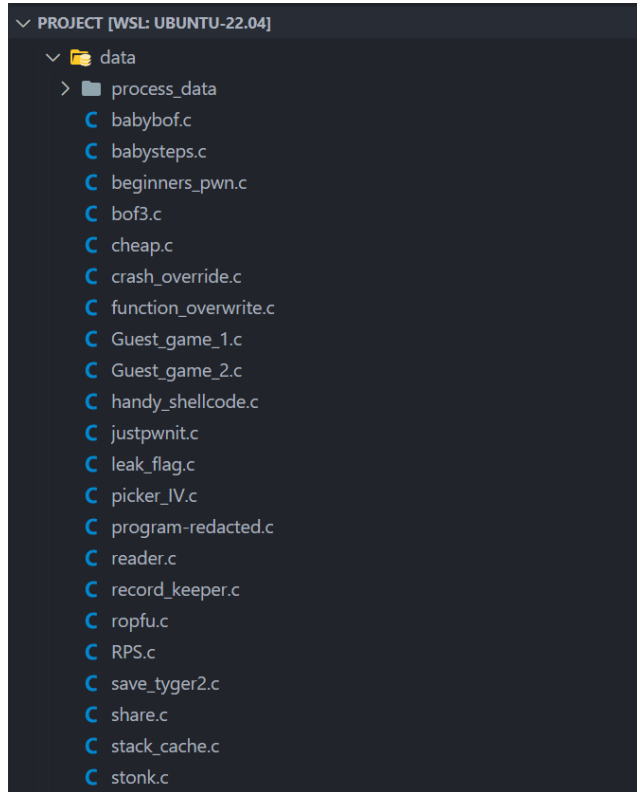 PROJECT [WSL: UBUNTU-22.04]
data
process_data
C babybof.c
C babysteps.c
C beginners_pwn.c
C bof3.c
C cheap.c
C crash_override.c
C function_overwrite.c
C Guest_game_1.c
C Guest_game_2.c
C handy_shellcode.c
C justpwnit.c
C leak_flag.c
C picker_IV.c
C program-redacted.c
C reader.c
C record_keeper.c
C ropfu.c
C RPS.c
C save_tyger2.c
C share.c
C stack_cache.c
C stonk.c